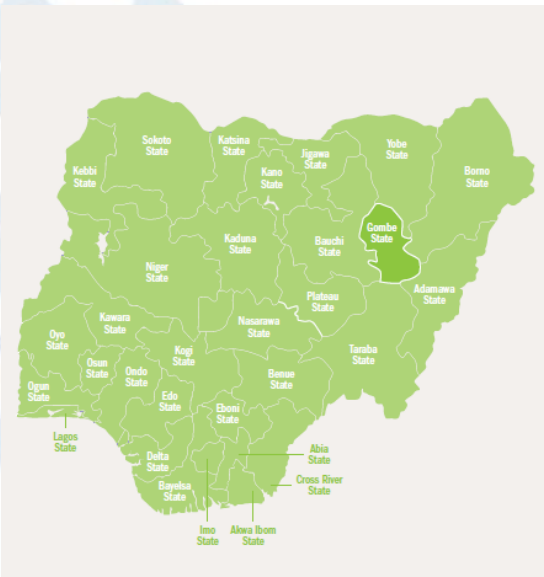 Sokoto
State
Katsina
State
Jigawa
State
Yobe
State
Kebbi
State
Kano
State
Borno
State
Gombe
State
Kaduna
State
Bauchi
State
Niger
State
Adamawa
State
Plateau
State
Kawara
State
Nasarawa
State
Oyo
State
Kogi
State
Taraba
State
Osun
State
Ondo
State
Benue
State
Ogun
State
Edo
State
Eboni
State
Lagos
State
Delta
State
Abia
State
Bayelsa
State
Cross River
State
Imo
State
Akwa Ibom
State